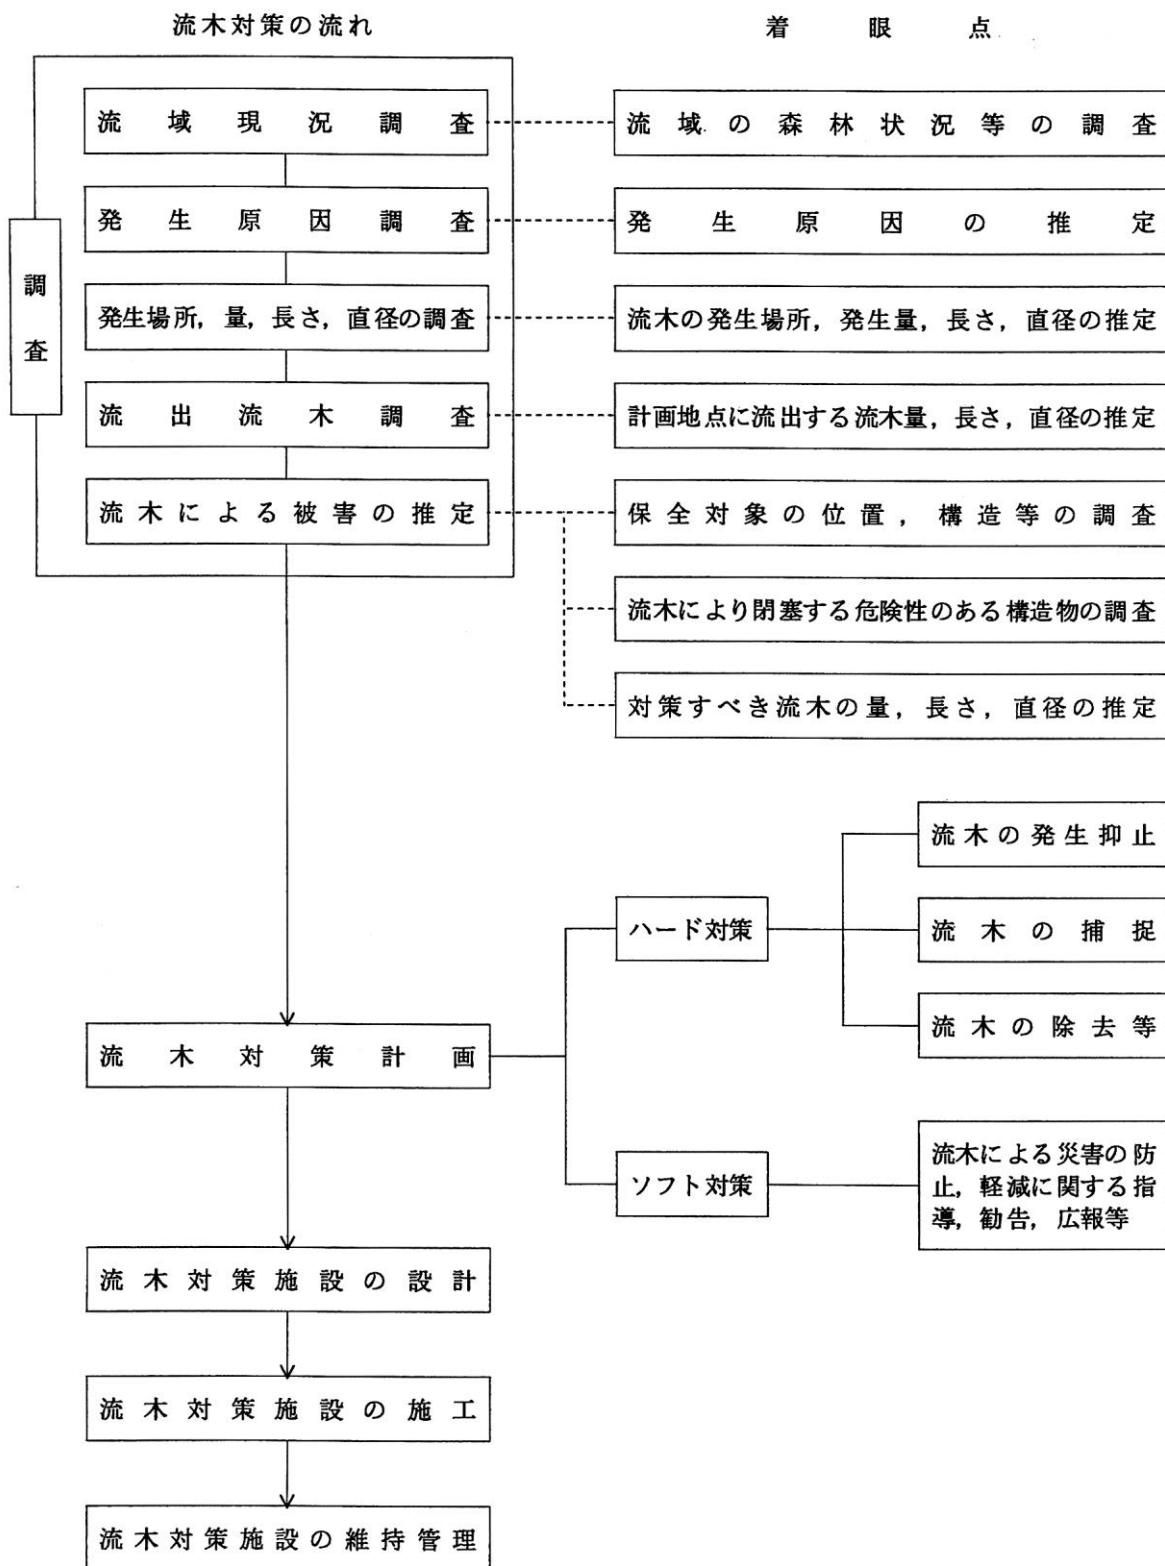 流木対策の流れ
着眼点
調査
流域現況調査
流域の森林状況等の調査
発生原因調査
発生原因の推定
発生場所，量，長さ，直径の調査
流木の発生場所，発生量，長さ，直径の推定
流出流木調査
計画地点に流出する流木量，長さ，直径の推定
流木による被害の推定
保全対象の位置，構造等の調査
流木により閉塞する危険性のある構造物の調査
対策すべき流木の量，長さ，直径の推定
流木対策計画
ハード対策
流木の発生抑止
流木の捕捉
流木の除去等
ソフト対策
流木による災害の防
止，軽減に関する指
導，勧告，広報等
流木対策施設の設計
流木対策施設の施工
流木対策施設の維持管理